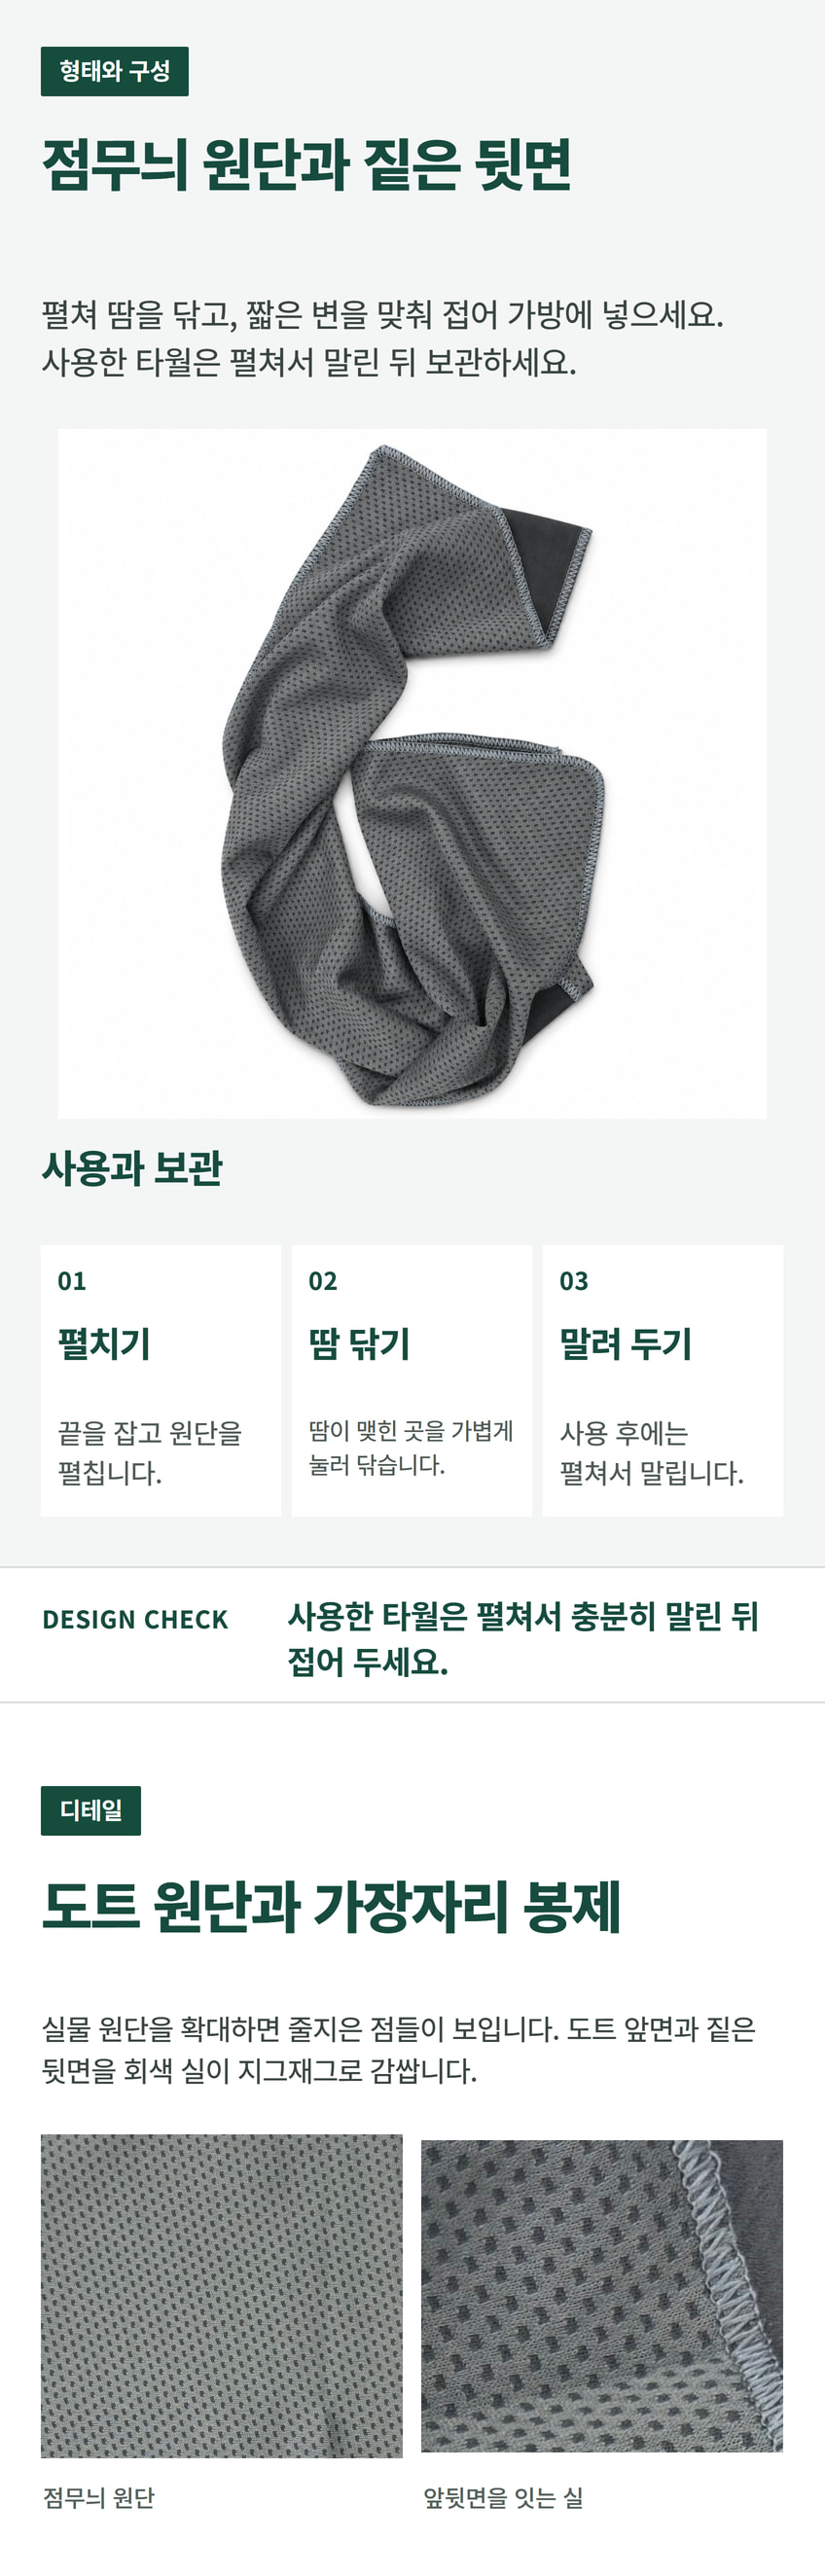 형태와 구성
점무늬 원단과 짙은 뒷면
펼쳐 땀을 닦고, 짧은 변을 맞춰 접어 가방에 넣으세요.
사용한 타월은 펼쳐서 말린 뒤 보관하세요.
사용과 보관
01
펼치기
끝을 잡고 원단을
펼칩니다.
02
땀 닦기
땀이 맺힌 곳을 가볍게
눌러 닦습니다.
03
말려 두기
사용 후에는
펼쳐서 말립니다.
DESIGN CHECK
사용한 타월은 펼쳐서 충분히 말린 뒤
접어 두세요.
디테일
도트 원단과 가장자리 봉제
실물 원단을 확대하면 줄지은 점들이 보입니다. 도트 앞면과 짙은
뒷면을 회색 실이 지그재그로 감쌉니다.
점무늬 원단
앞뒷면을 잇는 실